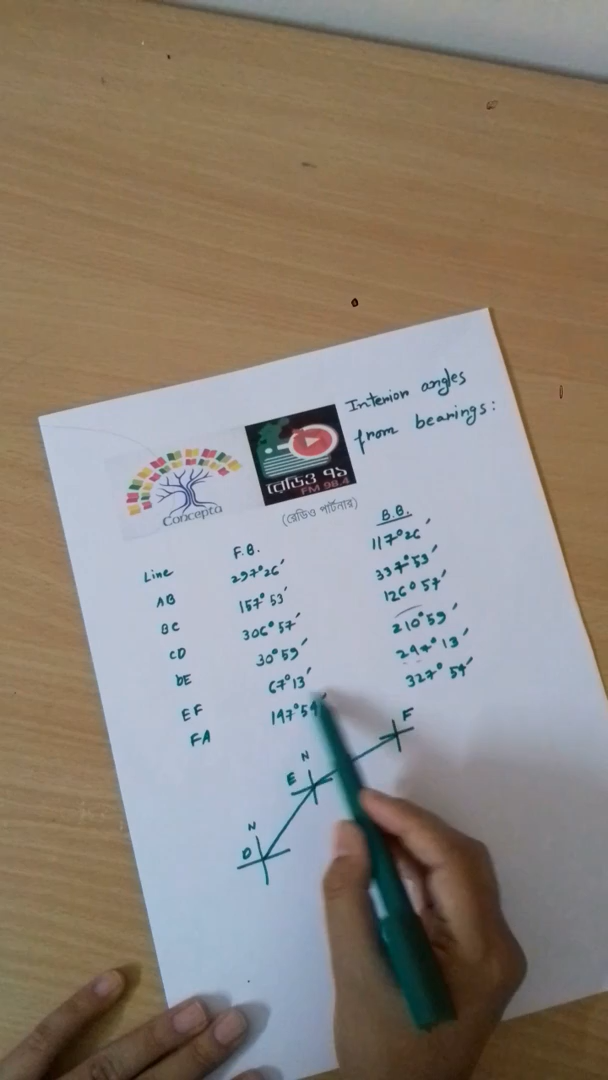 Interior angles
from bearings:
Concepta
রেডিও ৭১
FM 98.4
(রেডিও পার্টনার)
Line F.B. B.B.
AB 297°26′ 117°26′
BC 157°53′ 337°53′
CD 306°57′ 126°57′
DE 30°59′ 210°59′
EF 67°13′ 247°13′
FA 147°54′ 327°54′
F
N
E
N
D